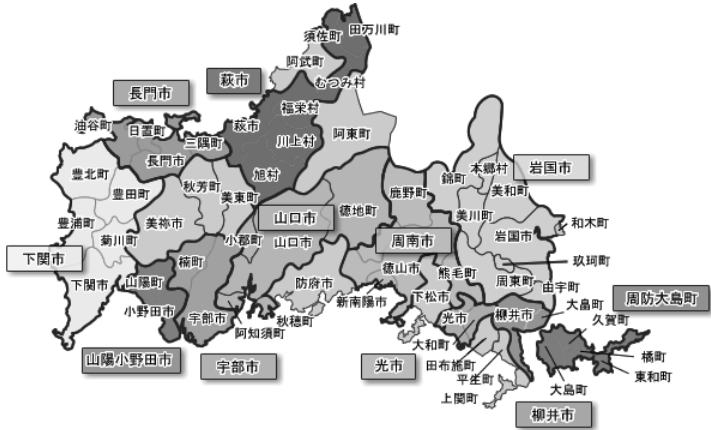 須佐町
田万川町
阿武町
むつみ村
萩市
長門市
福栄村
油谷町
日置町
萩市
川上村
阿東町
三隅町
長門市
旭村
豊北町
豊田町
秋芳町
美東町
鹿野町
錦町
本郷村
美和町
岩国市
豊浦町
美祢市
山口市
徳地町
美川町
和木町
菊川町
小郡町
山口市
周南市
岩国市
下関市
楠町
徳山市
熊毛町
玖珂町
下関市
山陽町
防府市
周東町
由宇町
新南陽市
下松市
大畠町
周防大島町
小野田市
宇部市
秋穂町
光市
柳井市
久賀町
阿知須町
大和町
橘町
山陽小野田市
宇部市
光市
田布施町
平生町
大島町
東和町
上関町
柳井市